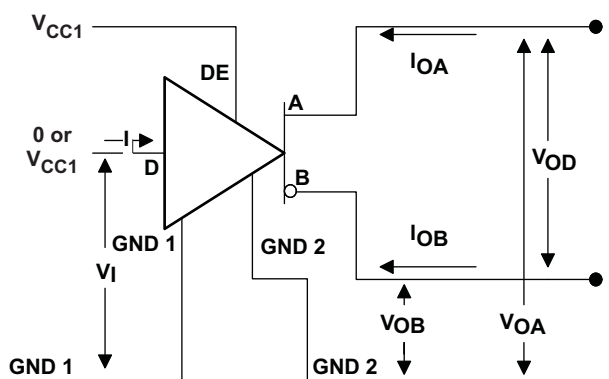 VCC1
DE
IOA
A
0 or
VCC1
I
D
VOD
B
GND 1
GND 2
IOB
VI
VOB
VOA
GND 1
GND 2